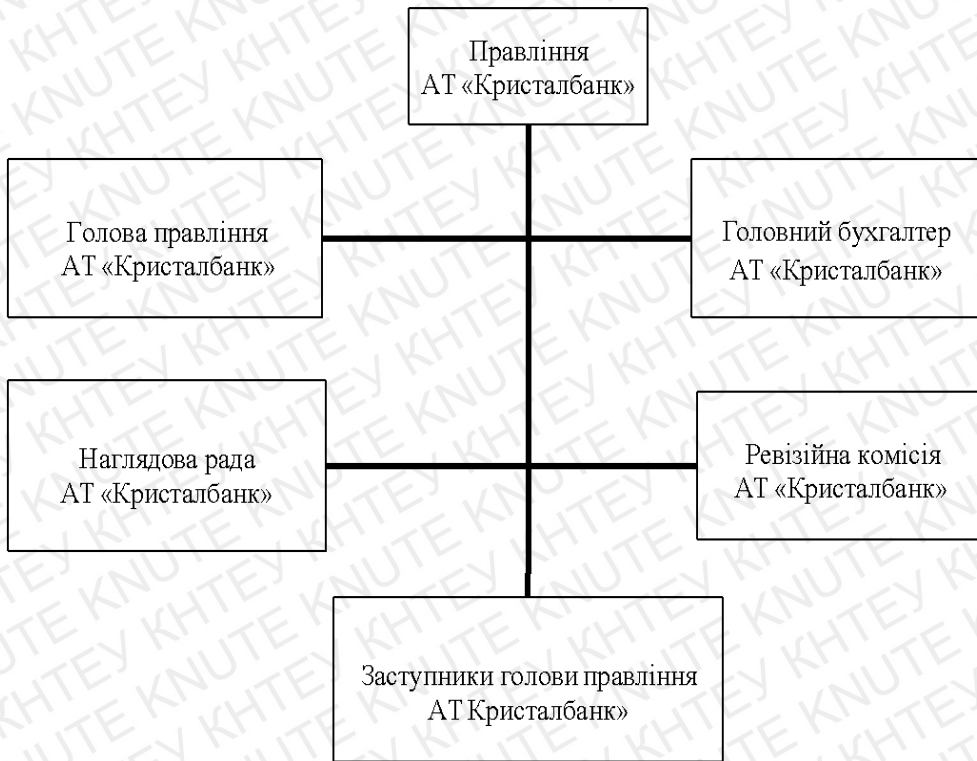 Правління
АТ «Кристалбанк»
Голова правління
АТ «Кристалбанк»
Головний бухгалтер
АТ «Кристалбанк»
Наглядова рада
АТ «Кристалбанк»
Ревізійна комісія
АТ «Кристалбанк»
Заступники голови правління
АТ Кристалбанк»